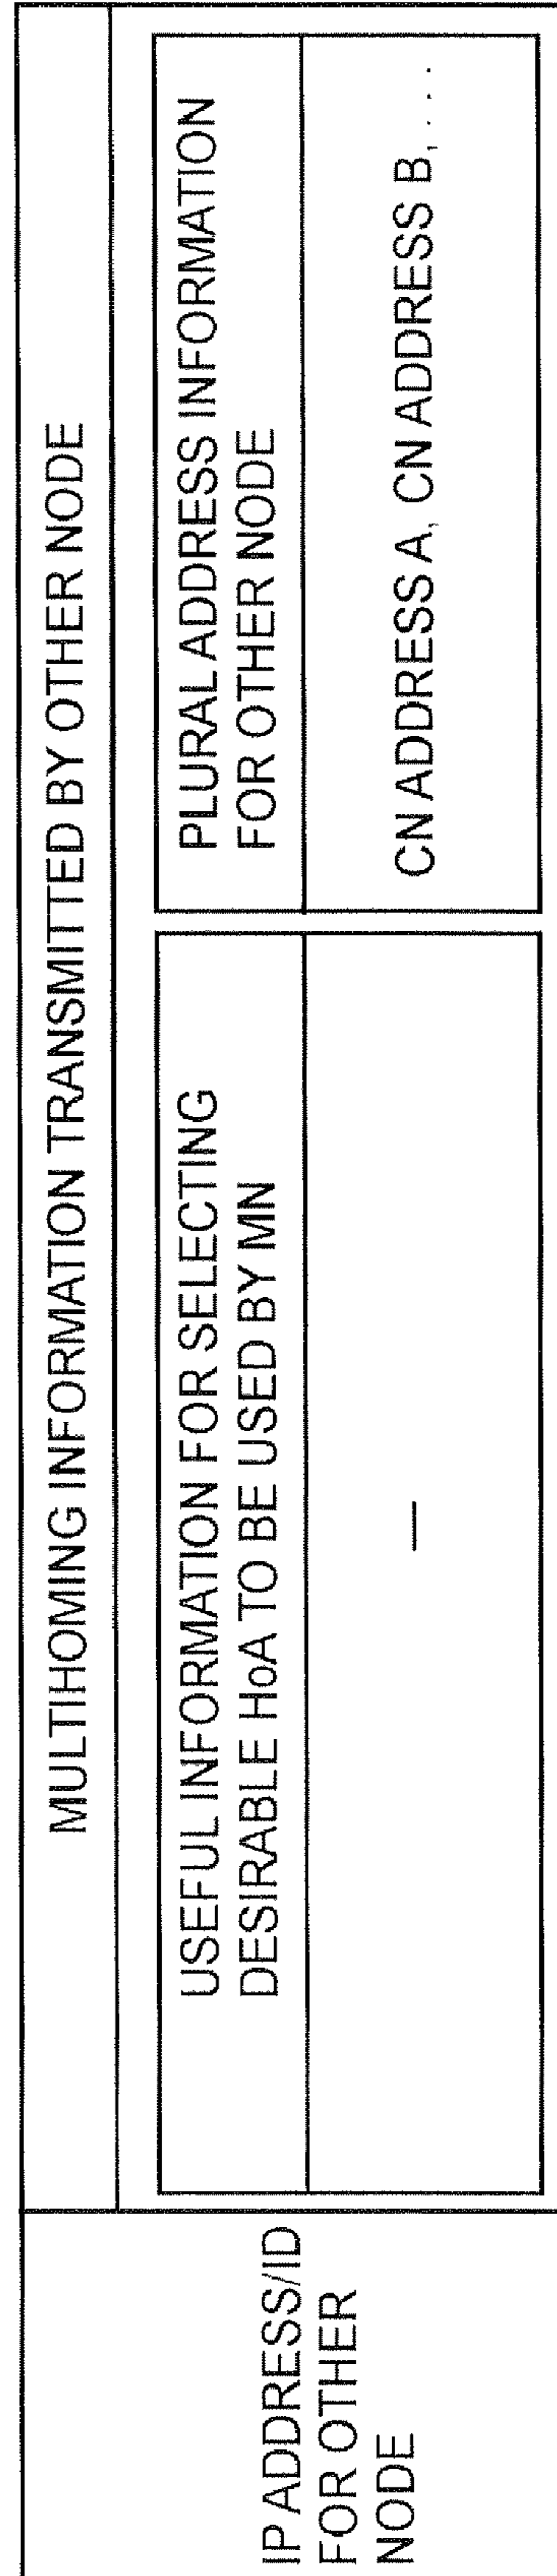 IP ADDRESS/ID
FOR OTHER
NODE
MULTIHOMING INFORMATION TRANSMITTED BY OTHER NODE
USEFUL INFORMATION FOR SELECTING
DESIRABLE HoA TO BE USED BY MN
—
PLURAL ADDRESS INFORMATION
FOR OTHER NODE
CN ADDRESS A, CN ADDRESS B, . . .